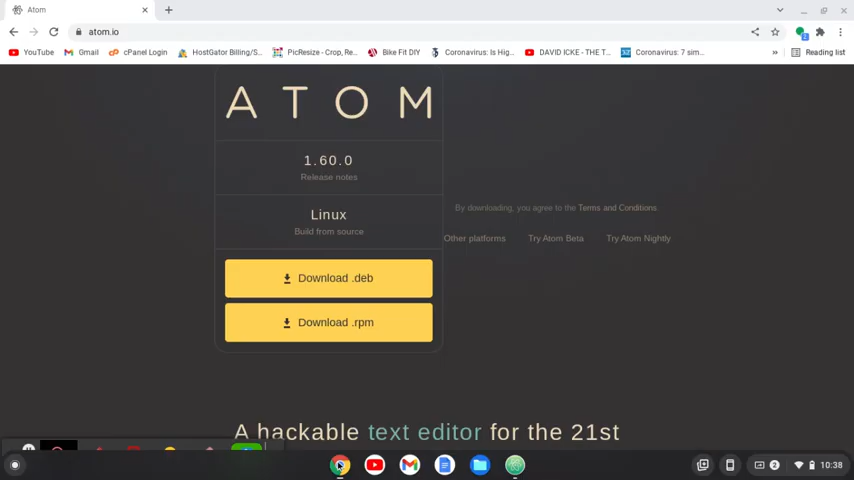 Atom
atom.io
YouTube
Gmail
cPanel Login
HostGator Billing/S...
PicResize - Crop, Re...
Bike Fit DIY
Coronavirus: Is Hig...
DAVID ICKE - THE T...
Coronavirus: 7 sim...
»
Reading list
ATOM
1.60.0
Release notes
Linux
Build from source
By downloading, you agree to the Terms and Conditions.
Other platforms
Try Atom Beta
Try Atom Nightly
Download .deb
Download .rpm
A hackable text editor for the 21st
2
10:38